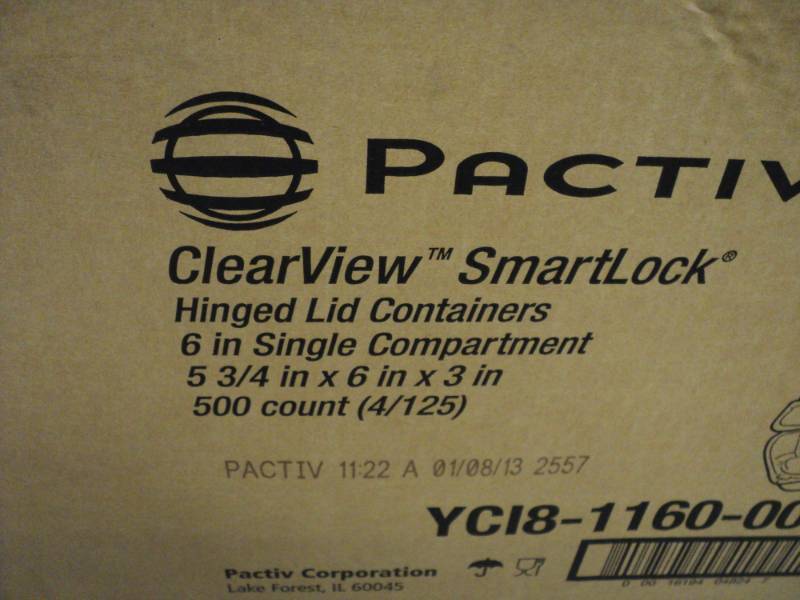 PACTIV
ClearView™ SmartLock®
Hinged Lid Containers
6 in Single Compartment
5 3/4 in x 6 in x 3 in
500 count (4/125)
PACTIV 11:22 A 01/08/13 2557
YCI8-1160-00
Pactiv Corporation
Lake Forest, IL 60045